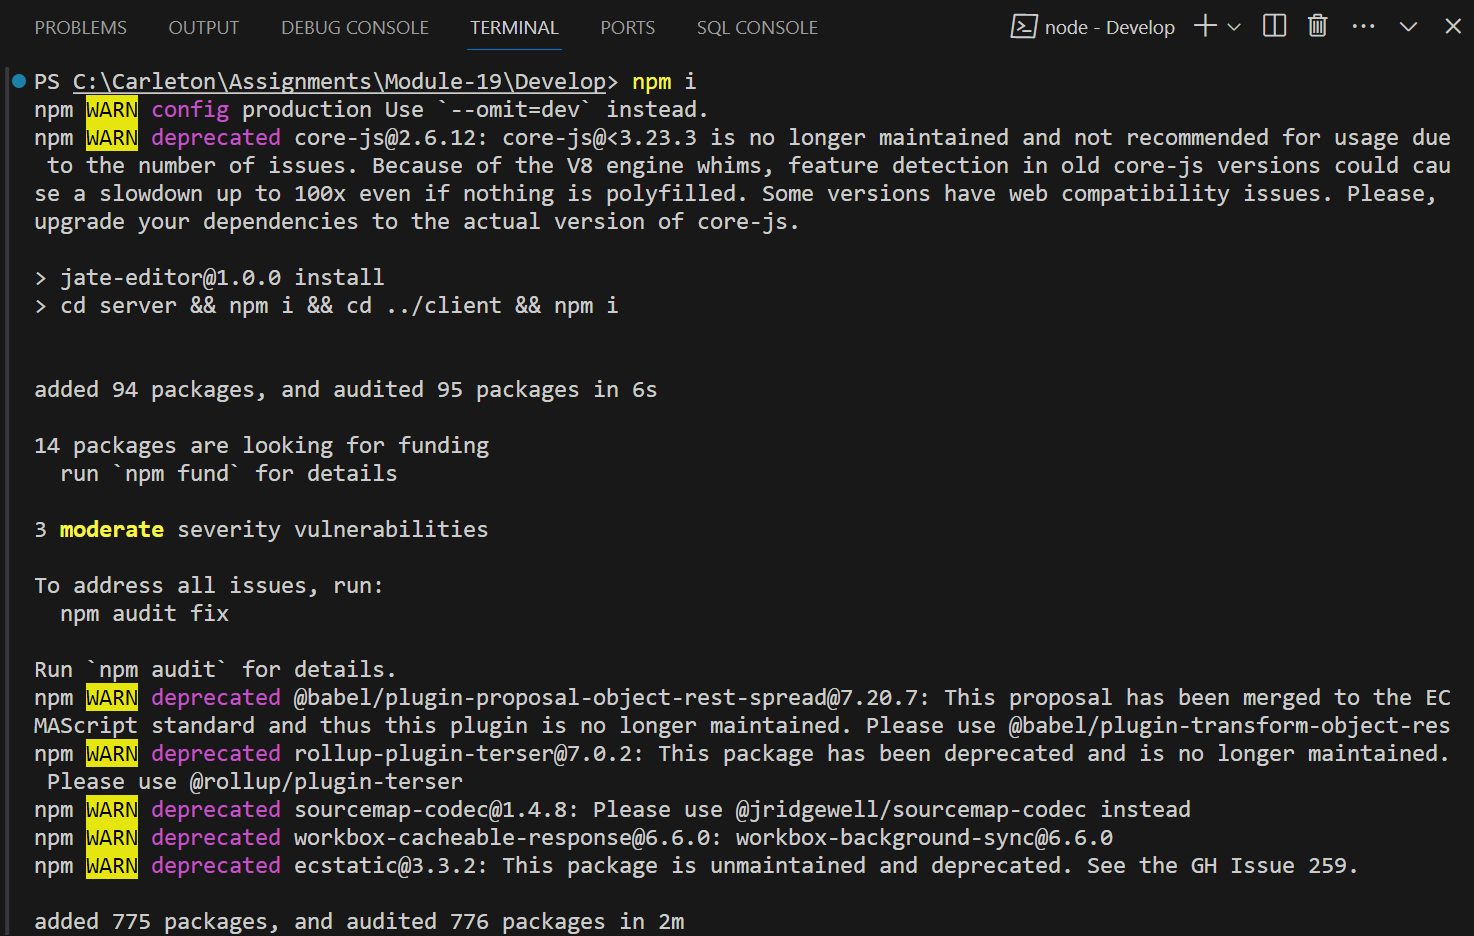 PROBLEMS OUTPUT DEBUG CONSOLE TERMINAL PORTS SQL CONSOLE node - Develop
PS C:\Carleton\Assignments\Module-19\Develop> npm i
npm WARN config production Use `--omit=dev` instead.
npm WARN deprecated core-js@2.6.12: core-js@<3.23.3 is no longer maintained and not recommended for usage due
 to the number of issues. Because of the V8 engine whims, feature detection in old core-js versions could cau
se a slowdown up to 100x even if nothing is polyfilled. Some versions have web compatibility issues. Please,
upgrade your dependencies to the actual version of core-js.
> jate-editor@1.0.0 install
> cd server && npm i && cd ../client && npm i
added 94 packages, and audited 95 packages in 6s
14 packages are looking for funding
  run `npm fund` for details
3 moderate severity vulnerabilities
To address all issues, run:
  npm audit fix
Run `npm audit` for details.
npm WARN deprecated @babel/plugin-proposal-object-rest-spread@7.20.7: This proposal has been merged to the EC
MAScript standard and thus this plugin is no longer maintained. Please use @babel/plugin-transform-object-res
npm WARN deprecated rollup-plugin-terser@7.0.2: This package has been deprecated and is no longer maintained.
 Please use @rollup/plugin-terser
npm WARN deprecated sourcemap-codec@1.4.8: Please use @jridgewell/sourcemap-codec instead
npm WARN deprecated workbox-cacheable-response@6.6.0: workbox-background-sync@6.6.0
npm WARN deprecated ecstatic@3.3.2: This package is unmaintained and deprecated. See the GH Issue 259.
added 775 packages, and audited 776 packages in 2m